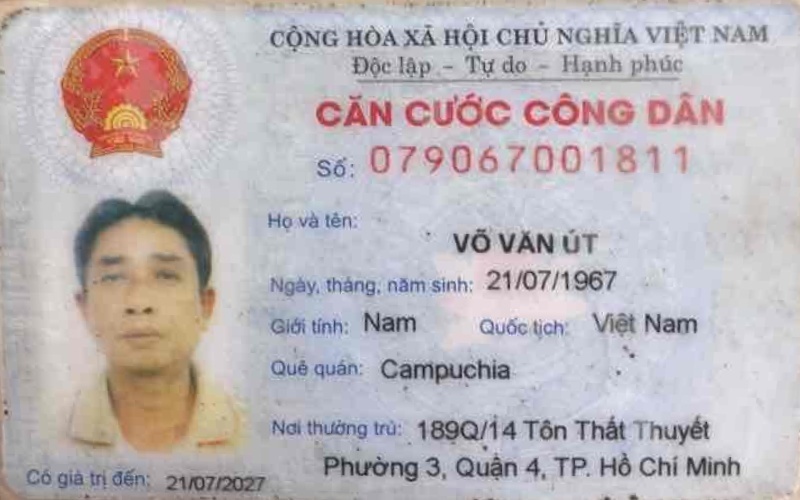 CỘNG HÒA XÃ HỘI CHỦ NGHĨA VIỆT NAM
Độc lập - Tự do - Hạnh phúc
CĂN CƯỚC CÔNG DÂN
Số: 079067001811
Họ và tên:
VÕ VĂN ÚT
Ngày, tháng, năm sinh: 21/07/1967
Giới tính: Nam Quốc tịch: Việt Nam
Quê quán: Campuchia
Nơi thường trú: 189Q/14 Tôn Thất Thuyết
Phường 3, Quận 4, TP. Hồ Chí Minh
Có giá trị đến: 21/07/2027